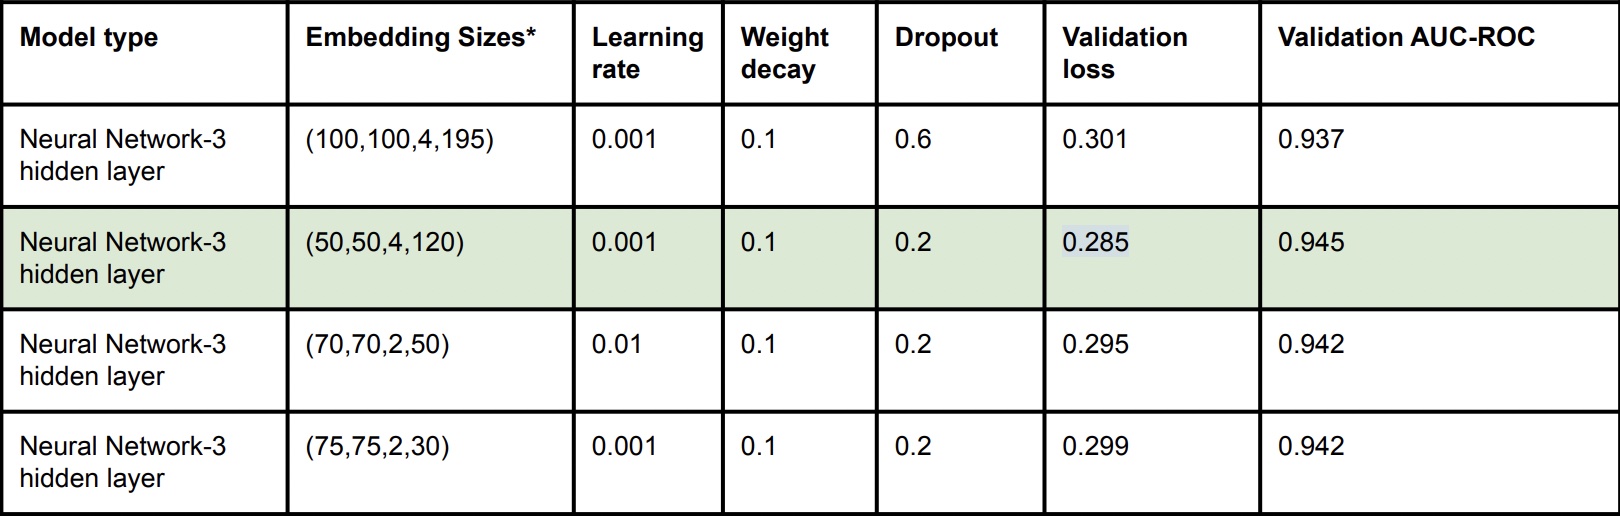 Model type Embedding Sizes* Learning rate Weight decay Dropout Validation loss Validation AUC-ROC
Neural Network-3 hidden layer (100,100,4,195) 0.001 0.1 0.6 0.301 0.937
Neural Network-3 hidden layer (50,50,4,120) 0.001 0.1 0.2 0.285 0.945
Neural Network-3 hidden layer (70,70,2,50) 0.01 0.1 0.2 0.295 0.942
Neural Network-3 hidden layer (75,75,2,30) 0.001 0.1 0.2 0.299 0.942